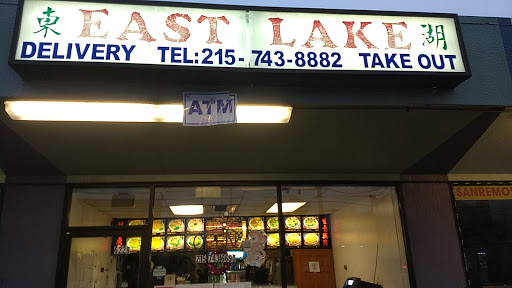 東 EAST LAKE 湖
DELIVERY TEL:215-743-8882 TAKE OUT
ATM
SANREMO